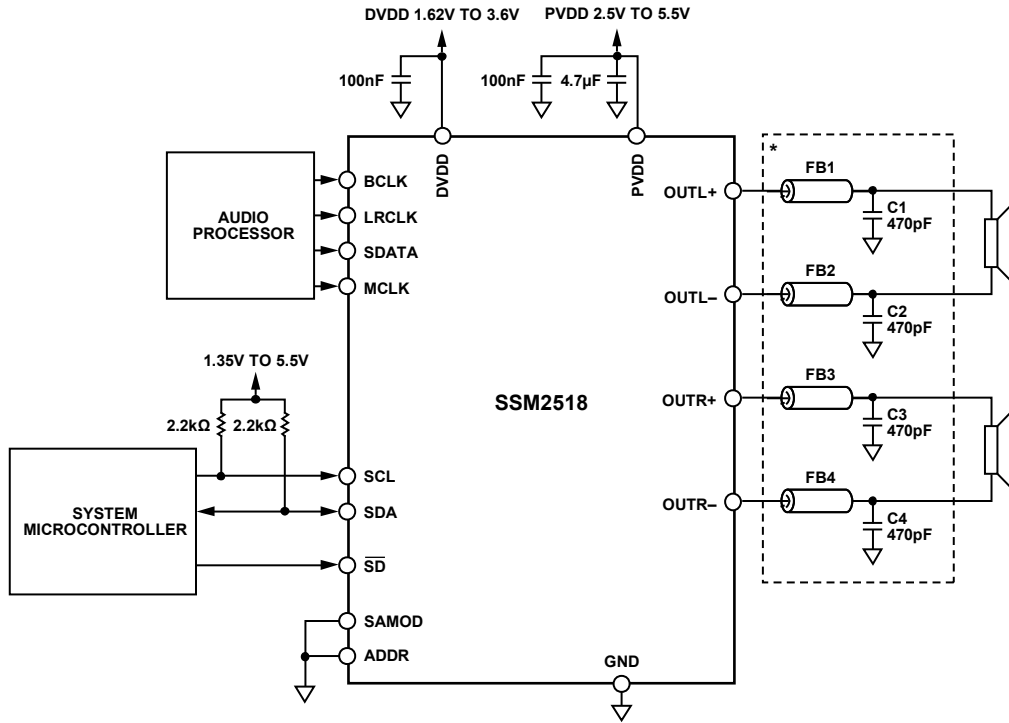 DVDD 1.62V TO 3.6V
PVDD 2.5V TO 5.5V
100nF
100nF
4.7µF
DVDD
PVDD
*
AUDIO
PROCESSOR
BCLK
LRCLK
SDATA
MCLK
OUTL+
FB1
C1
470pF
OUTL–
FB2
C2
470pF
1.35V TO 5.5V
2.2kΩ
2.2kΩ
SSM2518
OUTR+
FB3
C3
470pF
SYSTEM
MICROCONTROLLER
SCL
SDA
SD
OUTR–
FB4
C4
470pF
SAMOD
ADDR
GND